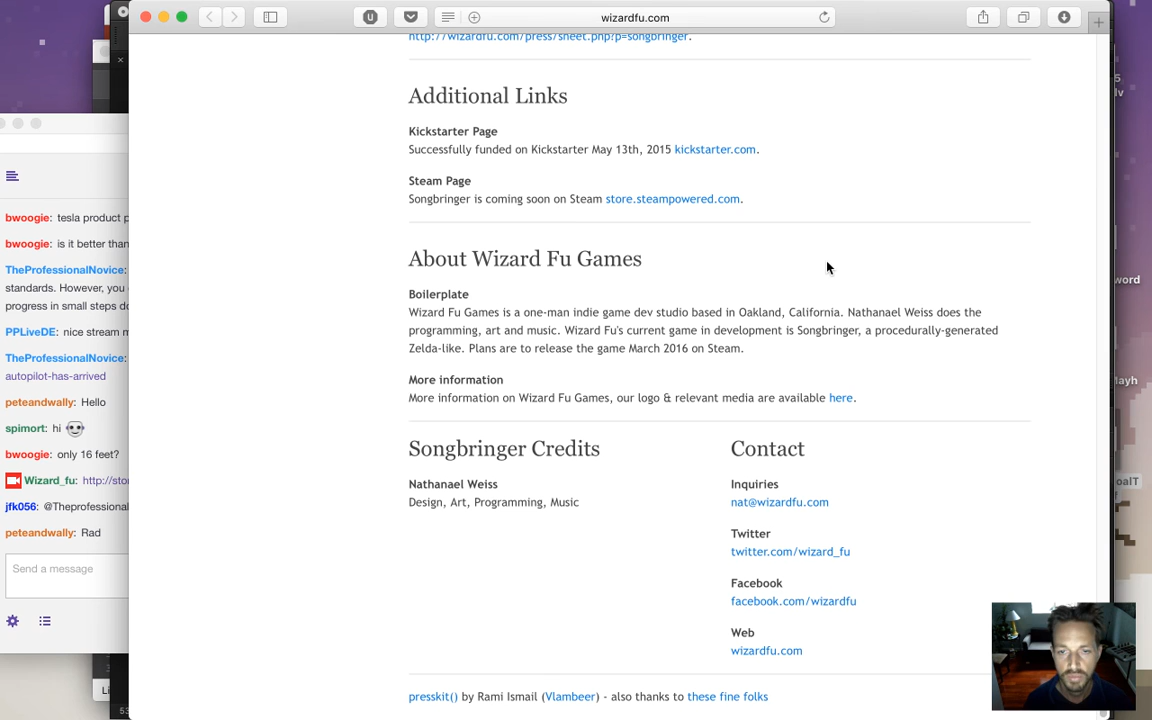 wizardfu.com
http://wizardfu.com/press/sheet.php?p=songbringer.
Additional Links
Kickstarter Page
Successfully funded on Kickstarter May 13th, 2015 kickstarter.com.
Steam Page
Songbringer is coming soon on Steam store.steampowered.com.
About Wizard Fu Games
Boilerplate
Wizard Fu Games is a one-man indie game dev studio based in Oakland, California. Nathanael Weiss does the
programming, art and music. Wizard Fu's current game in development is Songbringer, a procedurally-generated
Zelda-like. Plans are to release the game March 2016 on Steam.
More information
More information on Wizard Fu Games, our logo & relevant media are available here.
Songbringer Credits
Nathanael Weiss
Design, Art, Programming, Music
Contact
Inquiries
nat@wizardfu.com
Twitter
twitter.com/wizard_fu
Facebook
facebook.com/wizardfu
Web
wizardfu.com
presskit() by Rami Ismail (Vlambeer) - also thanks to these fine folks
bwoogie: tesla product p
bwoogie: is it better than
TheProfessionalNovice:
standards. However, you
progress in small steps do
PPLiveDE: nice stream m
TheProfessionalNovice:
autopilot-has-arrived
peteandwally: Hello
spimort: hi
bwoogie: only 16 feet?
Wizard_fu: http://sto
jfk056: @Theprofessional
peteandwally: Rad
Send a message
Li
53
5
lv
word
Mayh
oalT
f